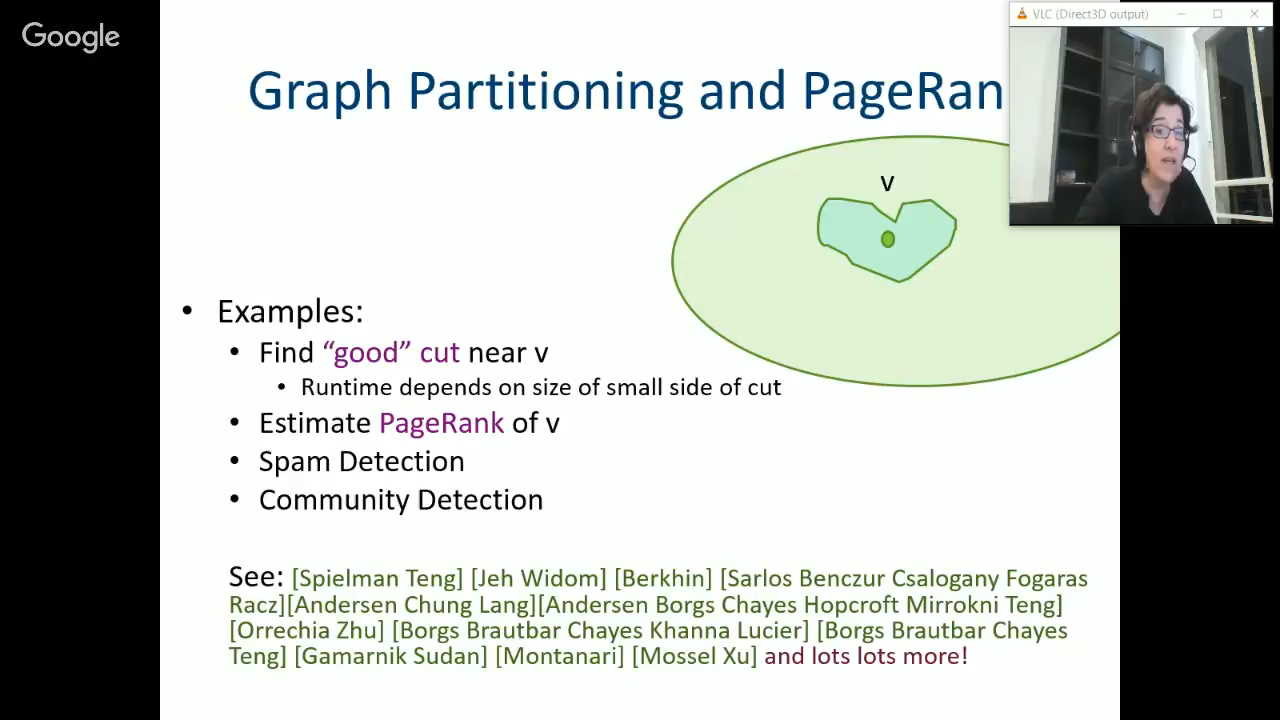 Google
VLC (Direct3D output)
Graph Partitioning and PageRan
v
• Examples:
• Find “good” cut near v
• Runtime depends on size of small side of cut
• Estimate PageRank of v
• Spam Detection
• Community Detection
See: [Spielman Teng] [Jeh Widom] [Berkhin] [Sarlos Benczur Csalogany Fogaras
Racz][Andersen Chung Lang][Andersen Borgs Chayes Hopcroft Mirrokni Teng]
[Orrechia Zhu] [Borgs Brautbar Chayes Khanna Lucier] [Borgs Brautbar Chayes
Teng] [Gamarnik Sudan] [Montanari] [Mossel Xu] and lots lots more!